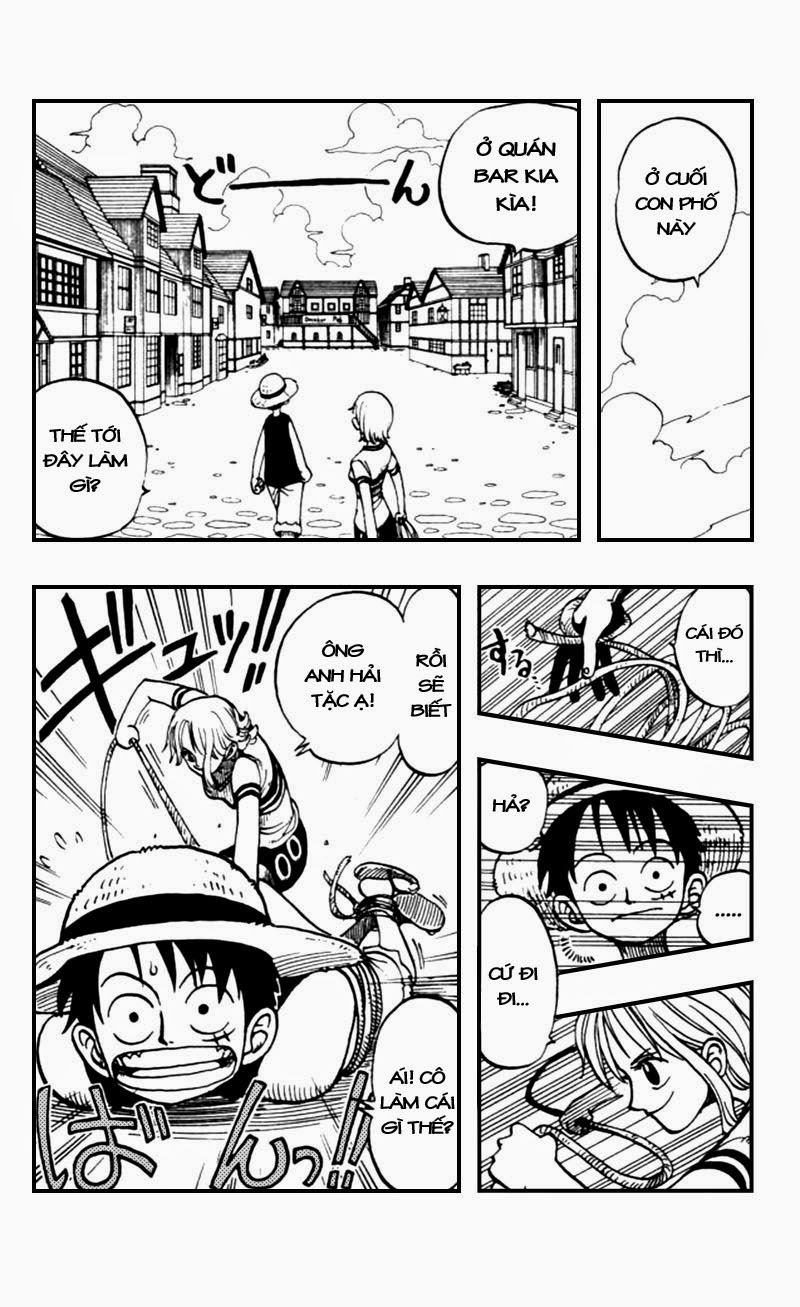 Ở CUỐI
CON PHỐ
NÀY
Ở QUÁN
BAR KIA
KÌA!
どーーん
THẾ TỚI
ĐÂY LÀM
GÌ?
CÁI ĐÓ
THÌ...
する..
HẢ?
......
CỨ ĐI
ĐI...
RỒI
SẼ
BIẾT
ÔNG
ANH HẢI
TẶC Ạ!
ギュッ!!
ÁI! CÔ
LÀM CÁI
GÌ THẾ?
00
ばんっ!!